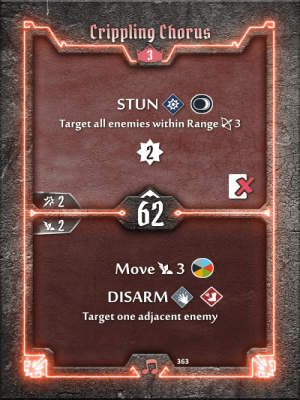 Crippling Chorus
3
STUN
Target all enemies within Range 3
2
2
62
2
Move 3
DISARM
Target one adjacent enemy
363